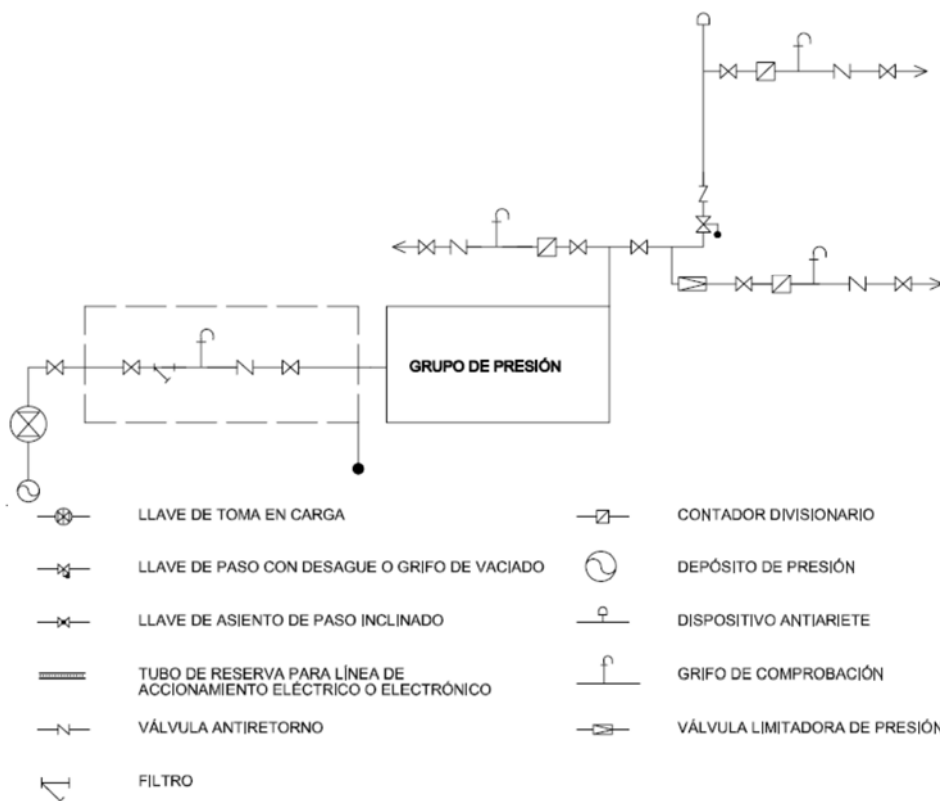 GRUPO DE PRESIÓN
LLAVE DE TOMA EN CARGA
LLAVE DE PASO CON DESAGUE O GRIFO DE VACIADO
LLAVE DE ASIENTO DE PASO INCLINADO
TUBO DE RESERVA PARA LÍNEA DE
ACCIONAMIENTO ELÉCTRICO O ELECTRÓNICO
VÁLVULA ANTIRETORNO
FILTRO
CONTADOR DIVISIONARIO
DEPÓSITO DE PRESIÓN
DISPOSITIVO ANTIARIETE
GRIFO DE COMPROBACIÓN
VÁLVULA LIMITADORA DE PRESIÓN